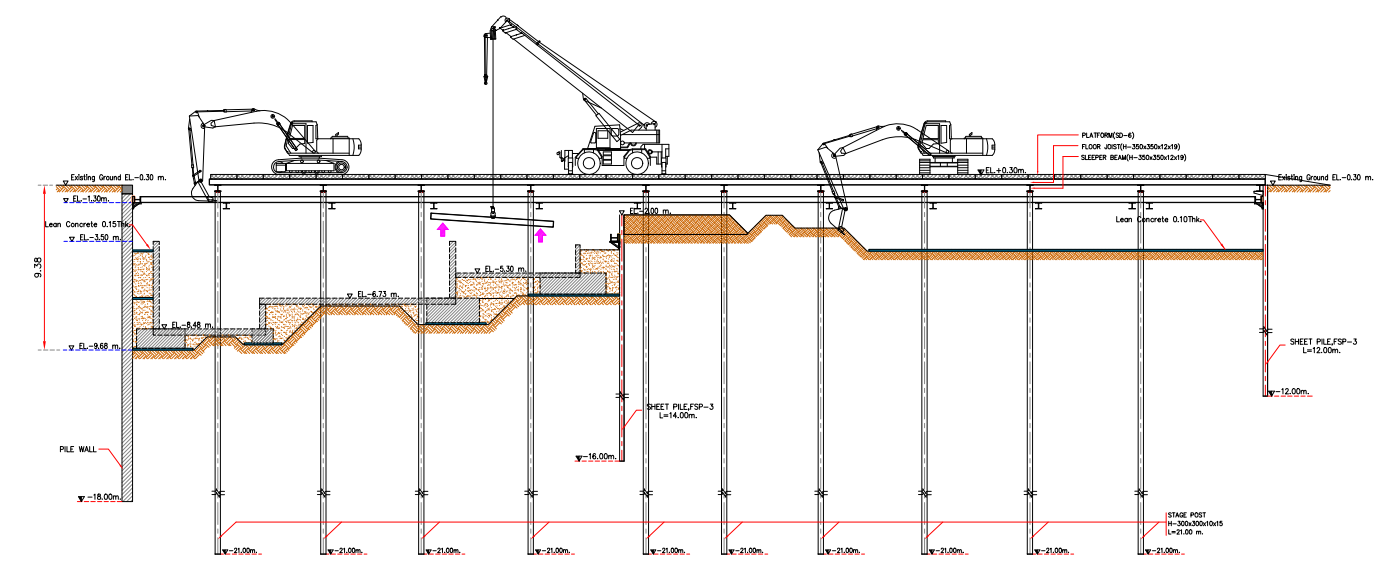 PLATFORM(SD-6)
FLOOR JOIST(H-350x350x12x19)
SLEEPER BEAM(H-350x350x12x19)
EL.+0.30m.
Existing Ground EL.-0.30 m.
Existing Ground EL.-0.30 m.
EL.-1.30m.
EL.-2.00 m.
Lean Concrete 0.15Thk.
Lean Concrete 0.10Thk.
EL.-3.50 m.
9.38
EL.-5.30 m.
EL.-6.73 m.
EL.-8.48 m.
EL.-9.68 m.
SHEET PILE,FSP-3
L=12.00m.
-12.00m.
SHEET PILE,FSP-3
L=14.00m.
PILE WALL
-16.00m.
-18.00m.
STAGE POST
H-300x300x10x15
L=21.00 m.
-21.00m.
-21.00m.
-21.00m.
-21.00m.
-21.00m.
-21.00m.
-21.00m.
-21.00m.
-21.00m.
-21.00m.